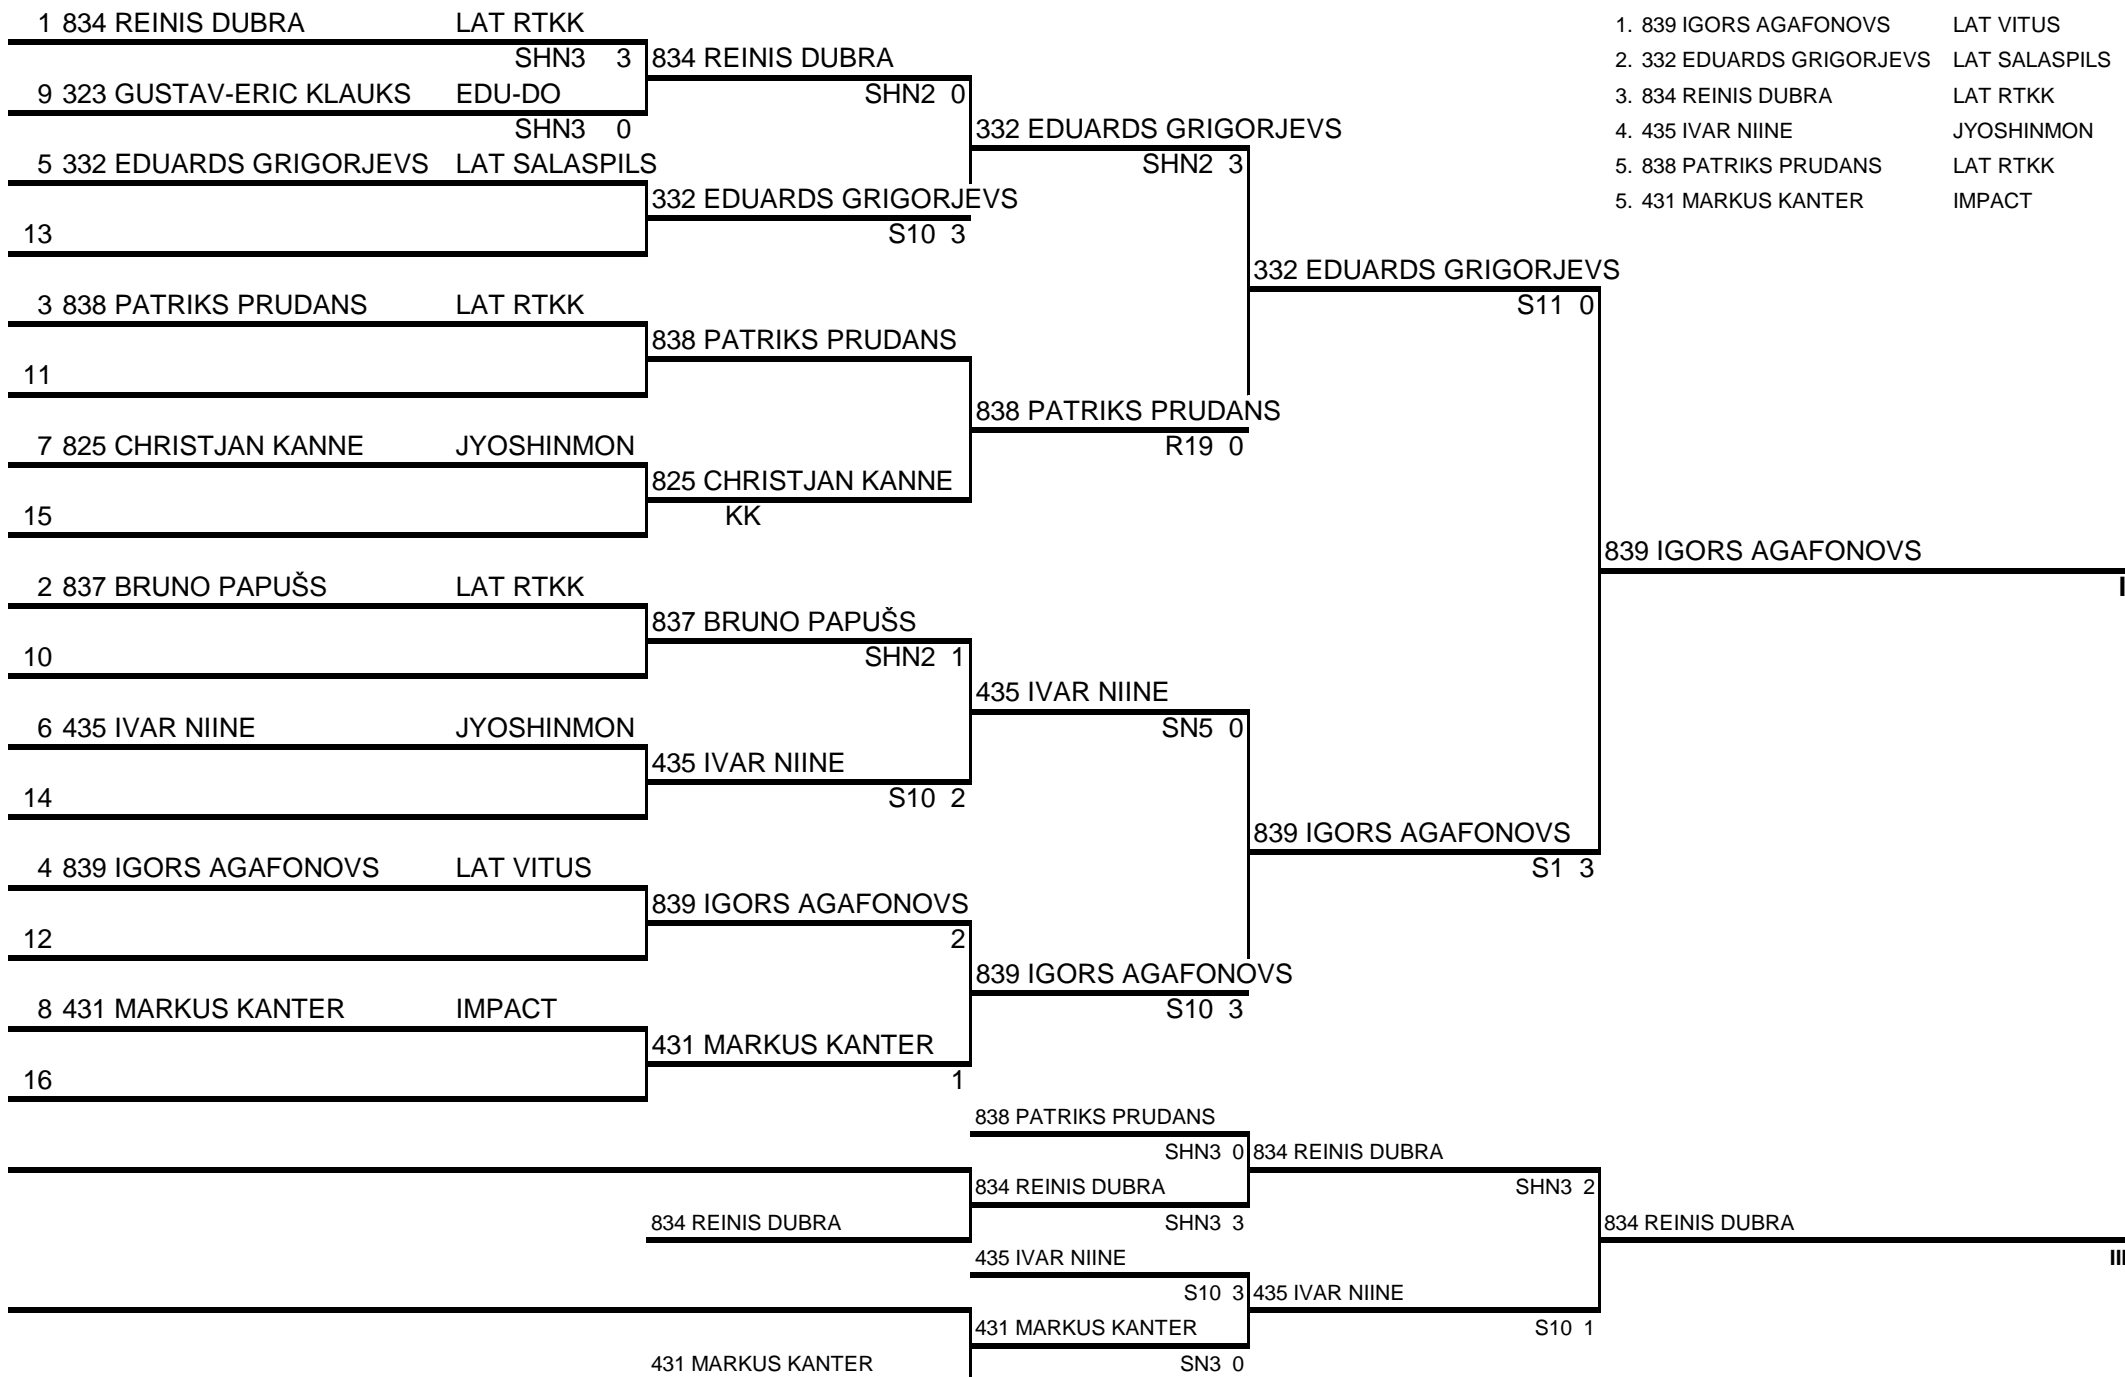 1 834 REINIS DUBRA LAT RTKK
SHN3 3
9 323 GUSTAV-ERIC KLAUKS EDU-DO
SHN3 0
5 332 EDUARDS GRIGORJEVS LAT SALASPILS
13
3 838 PATRIKS PRUDANS LAT RTKK
11
7 825 CHRISTJAN KANNE JYOSHINMON
15
2 837 BRUNO PAPUŠS LAT RTKK
10
6 435 IVAR NIINE JYOSHINMON
14
4 839 IGORS AGAFONOVS LAT VITUS
12
8 431 MARKUS KANTER IMPACT
16
834 REINIS DUBRA
SHN2 0
332 EDUARDS GRIGORJEVS
S10 3
838 PATRIKS PRUDANS
825 CHRISTJAN KANNE
KK
837 BRUNO PAPUŠS
SHN2 1
435 IVAR NIINE
S10 2
839 IGORS AGAFONOVS
2
431 MARKUS KANTER
1
332 EDUARDS GRIGORJEVS
SHN2 3
838 PATRIKS PRUDANS
R19 0
435 IVAR NIINE
SN5 0
839 IGORS AGAFONOVS
S10 3
332 EDUARDS GRIGORJEVS
S11 0
839 IGORS AGAFONOVS
S1 3
839 IGORS AGAFONOVS
I
1. 839 IGORS AGAFONOVS LAT VITUS
2. 332 EDUARDS GRIGORJEVS LAT SALASPILS
3. 834 REINIS DUBRA LAT RTKK
4. 435 IVAR NIINE JYOSHINMON
5. 838 PATRIKS PRUDANS LAT RTKK
5. 431 MARKUS KANTER IMPACT
834 REINIS DUBRA
431 MARKUS KANTER
838 PATRIKS PRUDANS
SHN3 0
834 REINIS DUBRA
SHN3 3
435 IVAR NIINE
S10 3
431 MARKUS KANTER
SN3 0
834 REINIS DUBRA
SHN3 2
435 IVAR NIINE
S10 1
834 REINIS DUBRA
III